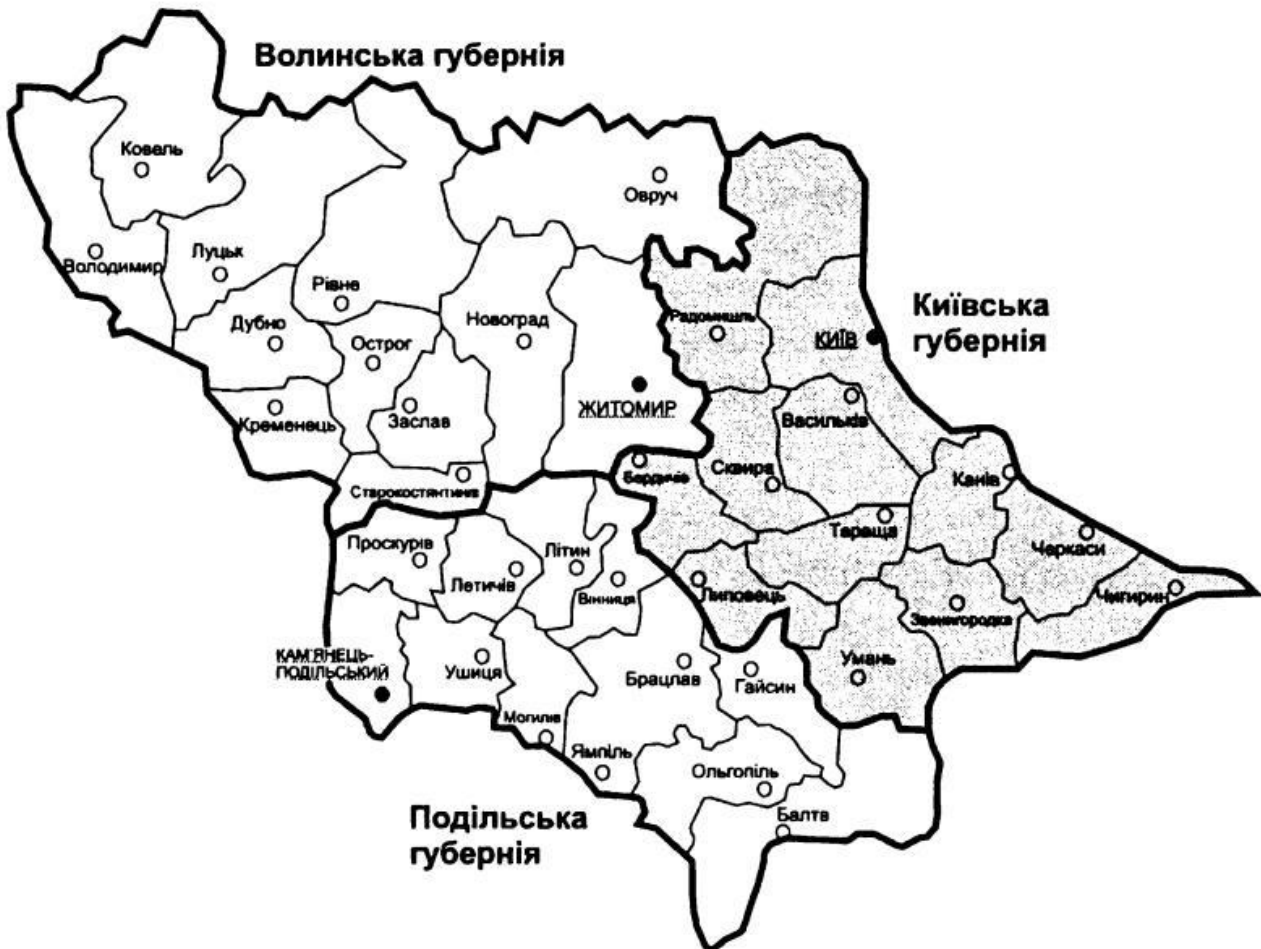 Волинська губернія
Ковель
Овруч
Володимир
Луцьк
Рівне
Дубно
Острог
Новоград
Радомишль
КИЇВ
Київська
губернія
Кременець
Заслав
ЖИТОМИР
Васильків
Старокостянтинів
Бердичів
Сквира
Канів
Проскурів
Летичів
Літин
Вінниця
Тараща
Черкаси
Липовець
Звенигородка
Чигирин
КАМ'ЯНЕЦЬ-
ПОДІЛЬСЬКИЙ
Ушиця
Брацлав
Гайсин
Умань
Могилів
Ямпіль
Ольгопіль
Балта
Подільська
губернія